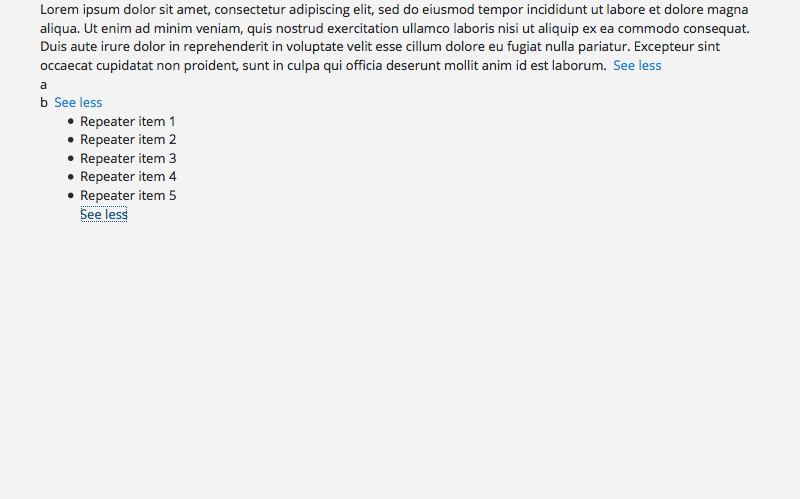 Lorem ipsum dolor sit amet, consectetur adipiscing elit, sed do eiusmod tempor incididunt ut labore et dolore magna
aliqua. Ut enim ad minim veniam, quis nostrud exercitation ullamco laboris nisi ut aliquip ex ea commodo consequat.
Duis aute irure dolor in reprehenderit in voluptate velit esse cillum dolore eu fugiat nulla pariatur. Excepteur sint
occaecat cupidatat non proident, sunt in culpa qui officia deserunt mollit anim id est laborum. See less
a
b See less
• Repeater item 1
• Repeater item 2
• Repeater item 3
• Repeater item 4
• Repeater item 5
See less